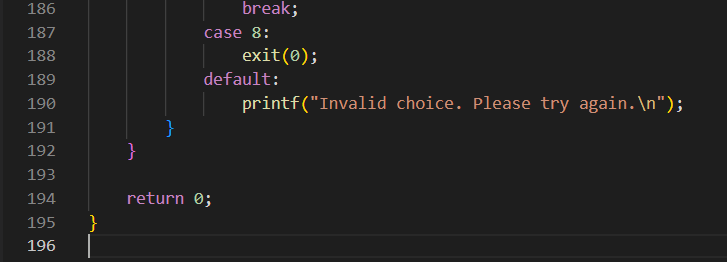 186 break;
187 case 8:
188 exit(0);
189 default:
190 printf("Invalid choice. Please try again.\n");
191 }
192 }
193
194 return 0;
195 }
196